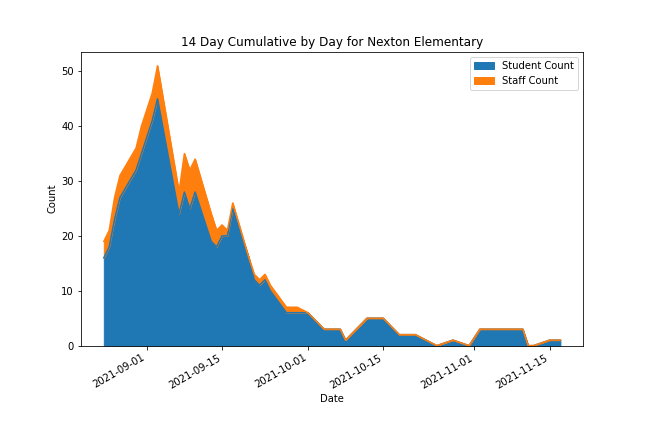 14 Day Cumulative by Day for Nexton Elementary
Student Count
Staff Count
Count
50
40
30
20
10
0
2021-09-01
2021-09-15
2021-10-01
2021-10-15
2021-11-01
2021-11-15
Date